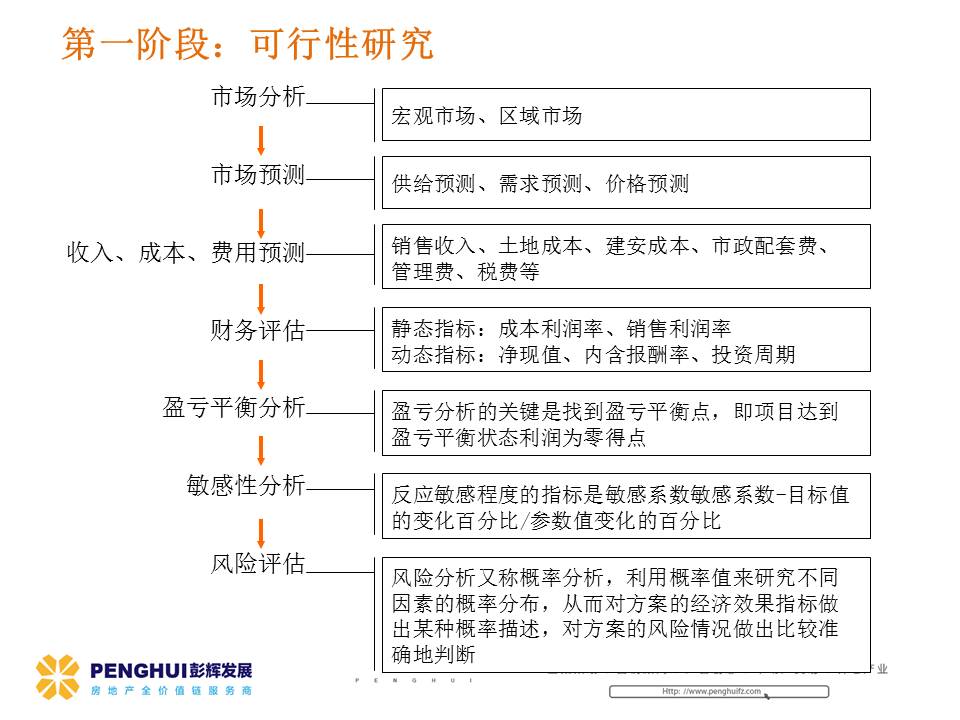 第一阶段：可行性研究
市场分析
宏观市场、区域市场
市场预测
供给预测、需求预测、价格预测
收入、成本、费用预测
销售收入、土地成本、建安成本、市政配套费、
管理费、税费等
财务评估
静态指标：成本利润率、销售利润率
动态指标：净现值、内含报酬率、投资周期
盈亏平衡分析
盈亏分析的关键是找到盈亏平衡点，即项目达到
盈亏平衡状态利润为零得点
敏感性分析
反应敏感程度的指标是敏感系数敏感系数-目标值
的变化百分比/参数值变化的百分比
风险评估
风险分析又称概率分析，利用概率值来研究不同
因素的概率分布，从而对方案的经济效果指标做
出某种概率描述，对方案的风险情况做出比较准
确地判断
PENGHUI彭辉发展
房地产全价值链服务商
PENGHUI
产业
Http: //www.penghuifz.com